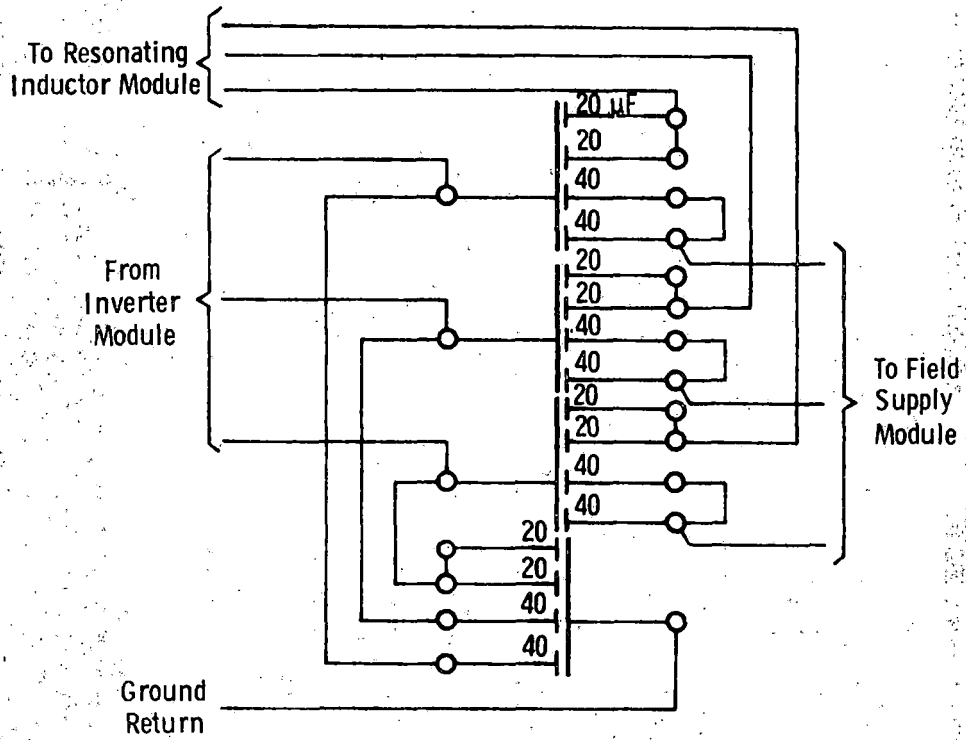 To Resonating
Inductor Module
20 μF
20
40
40
20
20
40
40
20
20
40
40
20
20
40
40
From
Inverter
Module
To Field
Supply
Module
Ground
Return